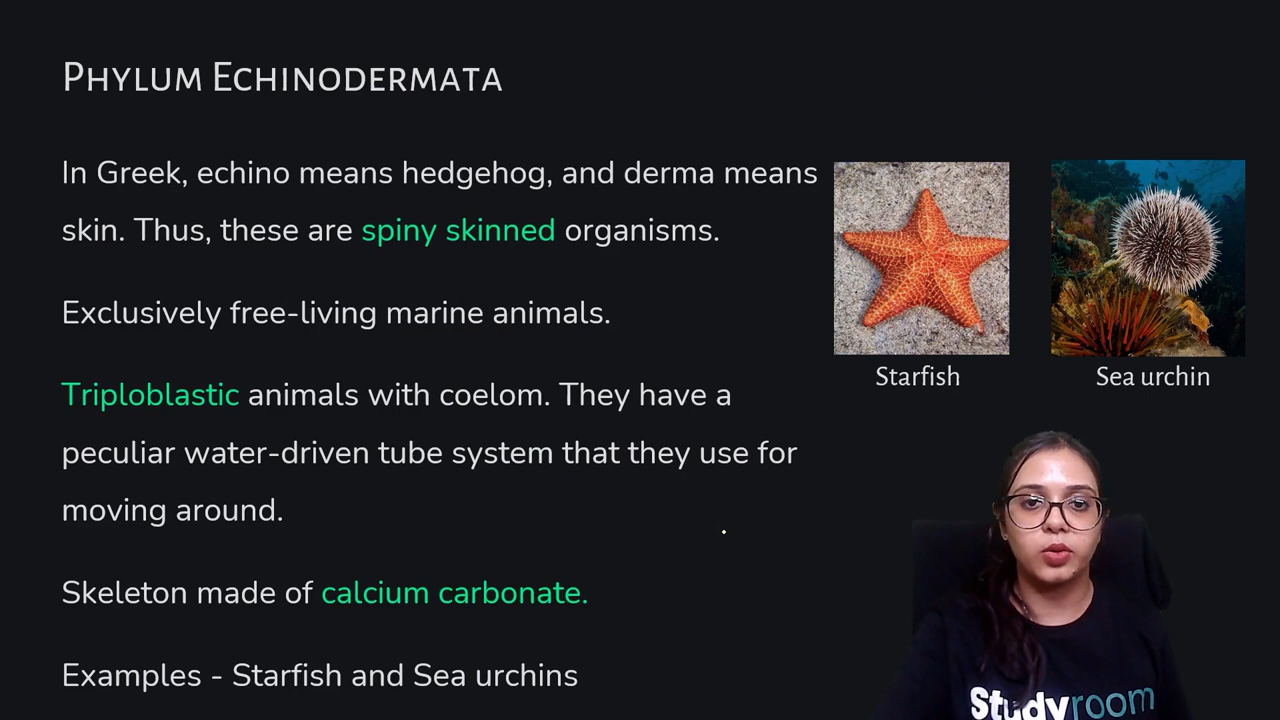 Phylum Echinodermata
In Greek, echino means hedgehog, and derma means
skin. Thus, these are spiny skinned organisms.
Exclusively free-living marine animals.
Triploblastic animals with coelom. They have a
peculiar water-driven tube system that they use for
moving around.
Skeleton made of calcium carbonate.
Examples - Starfish and Sea urchins
Starfish
Sea urchin
Studyroom